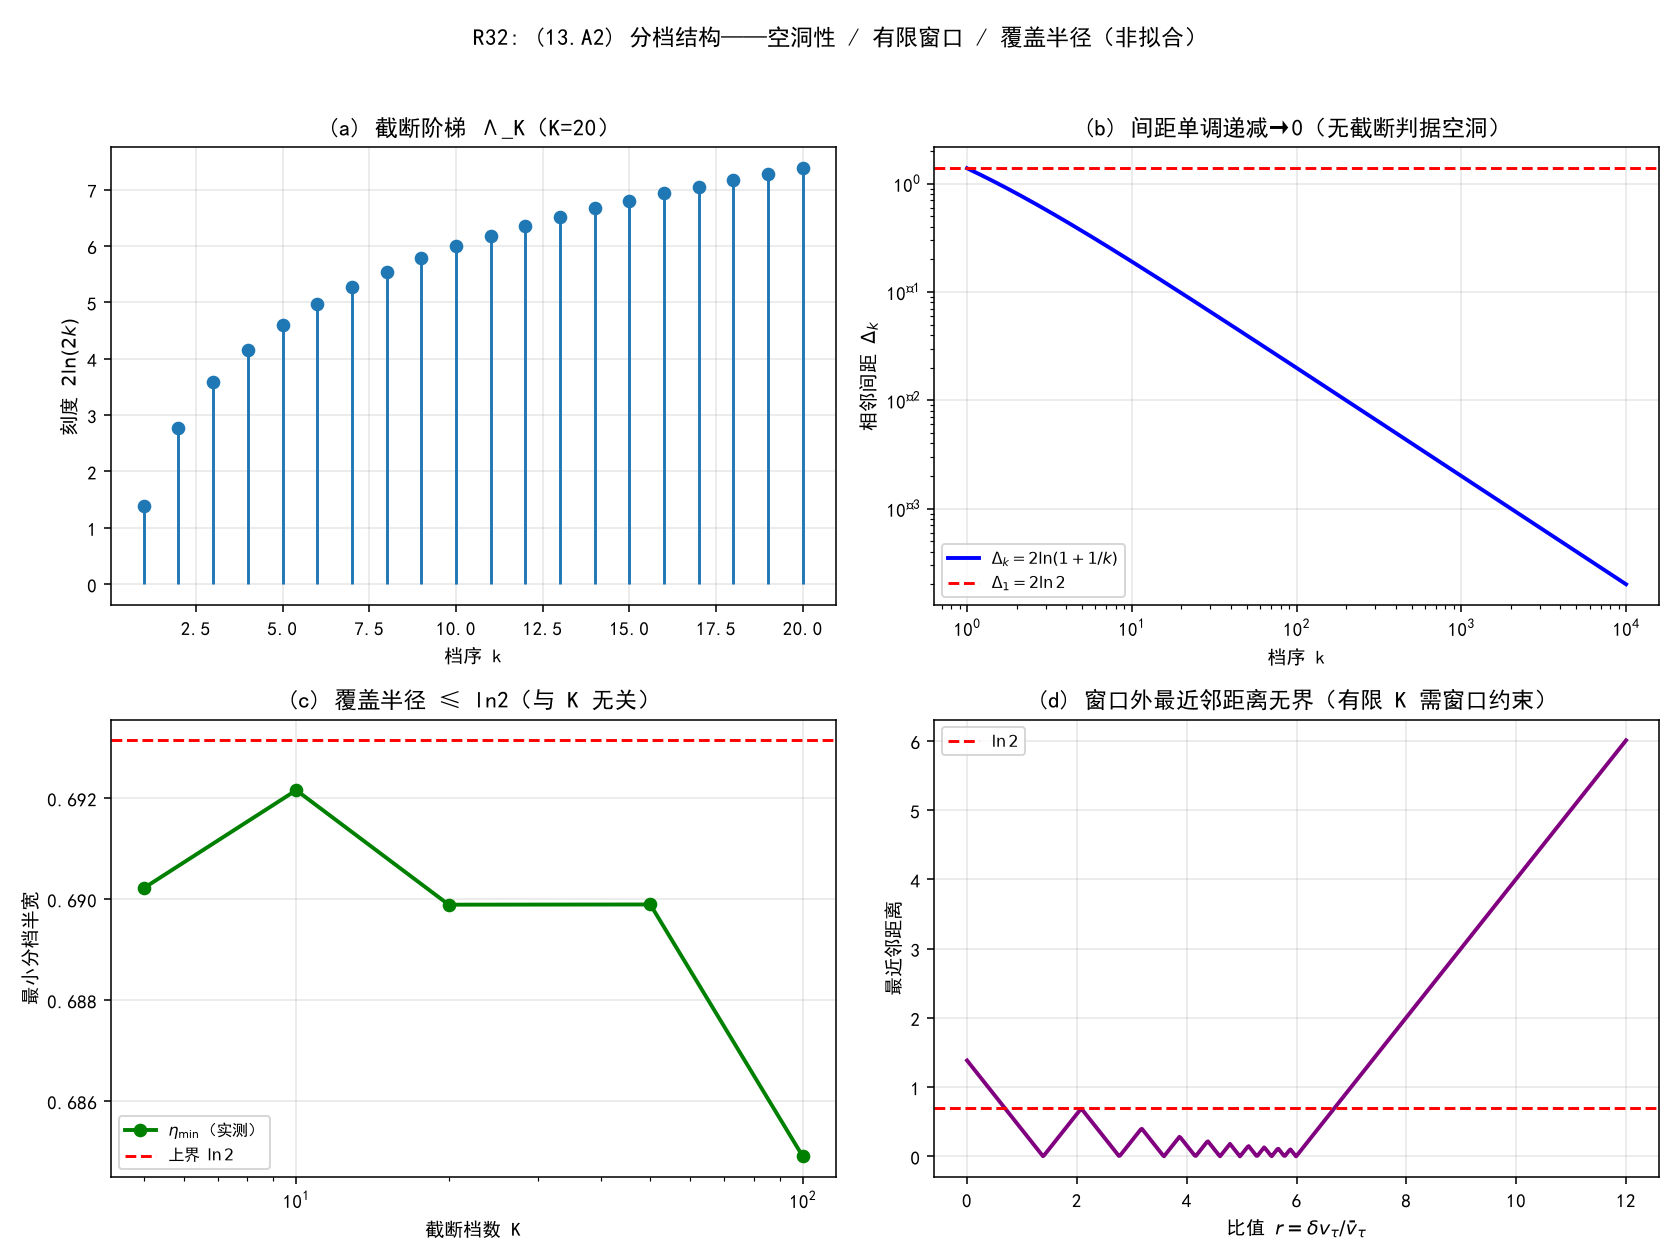 R32: (13.A2) 分档结构——空洞性 / 有限窗口 / 覆盖半径（非拟合）
(a) 截断阶梯 Λ_K（K=20）
刻度 2ln(2k)
7
6
5
4
3
2
1
0
2.5 5.0 7.5 10.0 12.5 15.0 17.5 20.0
档序 k
(b) 间距单调递减→0（无截断判据空洞）
相邻间距 Δ_k
10^0
10¤1
10¤2
10¤3
Δ_k = 2ln(1 + 1/k)
Δ_1 = 2ln2
10^0 10^1 10^2 10^3 10^4
档序 k
(c) 覆盖半径 ≤ ln2（与 K 无关）
最小分档半宽
0.692
0.690
0.688
0.686
η_min（实测）
上界 ln2
10^1 10^2
截断档数 K
(d) 窗口外最近邻距离无界（有限 K 需窗口约束）
最近邻距离
ln2
6
5
4
3
2
1
0
0 2 4 6 8 10 12
比值 r = δv_τ/v̄_τ